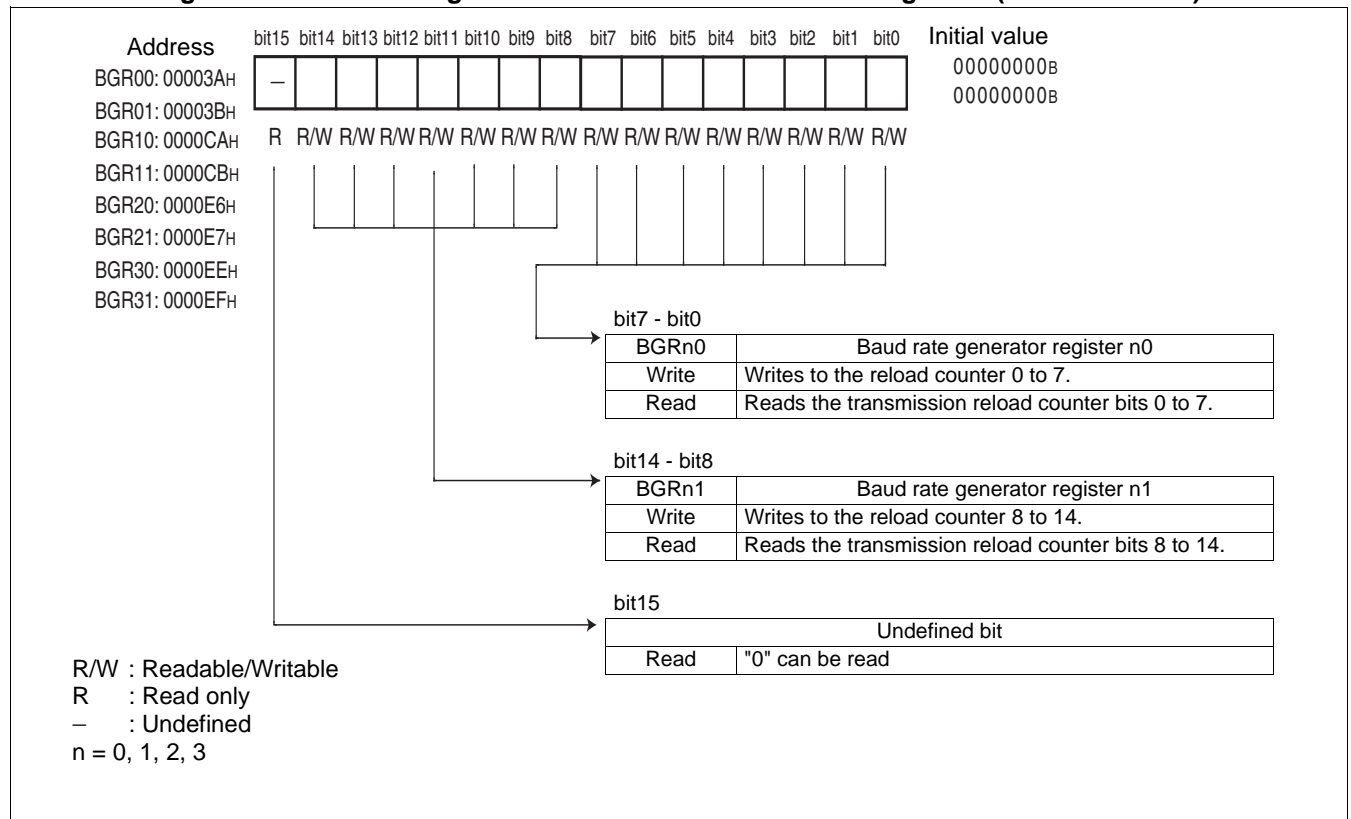 Address
bit15 bit14 bit13 bit12 bit11 bit10 bit9 bit8 bit7 bit6 bit5 bit4 bit3 bit2 bit1 bit0
Initial value
BGR00: 00003AH
–
00000000B
BGR01: 00003BH
00000000B
BGR10: 0000CAH
R R/W R/W R/W R/W R/W R/W R/W R/W R/W R/W R/W R/W R/W R/W R/W
BGR11: 0000CBH
BGR20: 0000E6H
BGR21: 0000E7H
BGR30: 0000EEH
BGR31: 0000EFH
bit7 - bit0
BGRn0 Baud rate generator register n0
Write Writes to the reload counter 0 to 7.
Read Reads the transmission reload counter bits 0 to 7.
bit14 - bit8
BGRn1 Baud rate generator register n1
Write Writes to the reload counter 8 to 14.
Read Reads the transmission reload counter bits 8 to 14.
bit15
Undefined bit
Read "0" can be read
R/W : Readable/Writable
R : Read only
– : Undefined
n = 0, 1, 2, 3